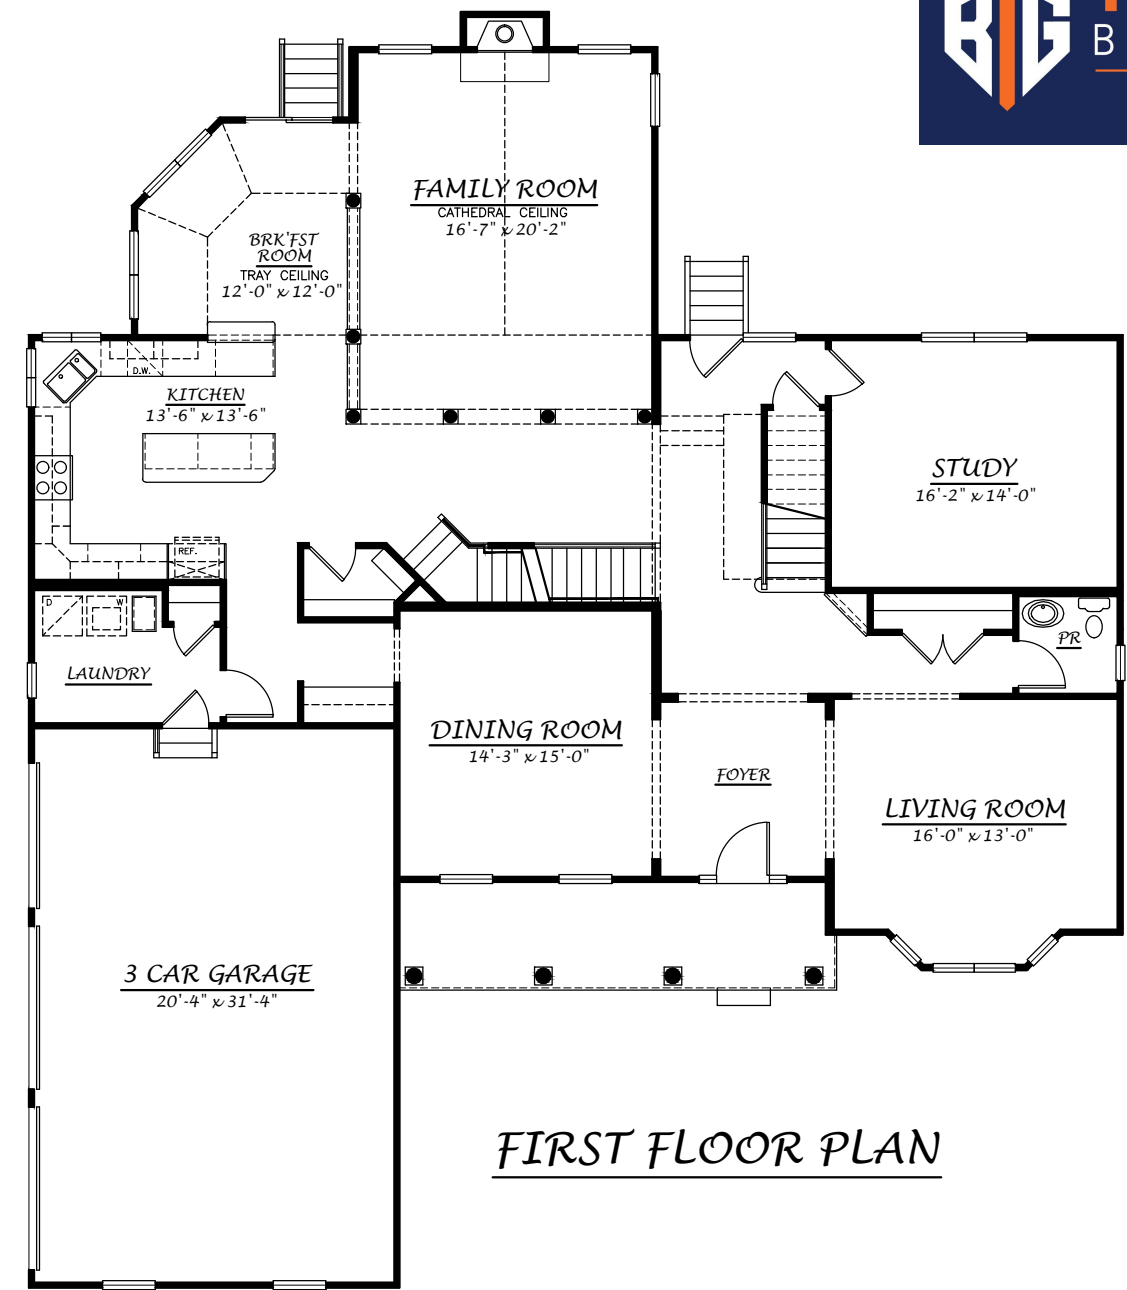 BTG
B
FAMILY ROOM
CATHEDRAL CEILING
16'-7" x 20'-2"
BRK'FST
ROOM
TRAY CEILING
12'-0" x 12'-0"
D.W.
KITCHEN
13'-6" x 13'-6"
STUDY
16'-2" x 14'-0"
REF.
D
W
LAUNDRY
PR
DINING ROOM
14'-3" x 15'-0"
FOYER
LIVING ROOM
16'-0" x 13'-0"
3 CAR GARAGE
20'-4" x 31'-4"
FIRST FLOOR PLAN